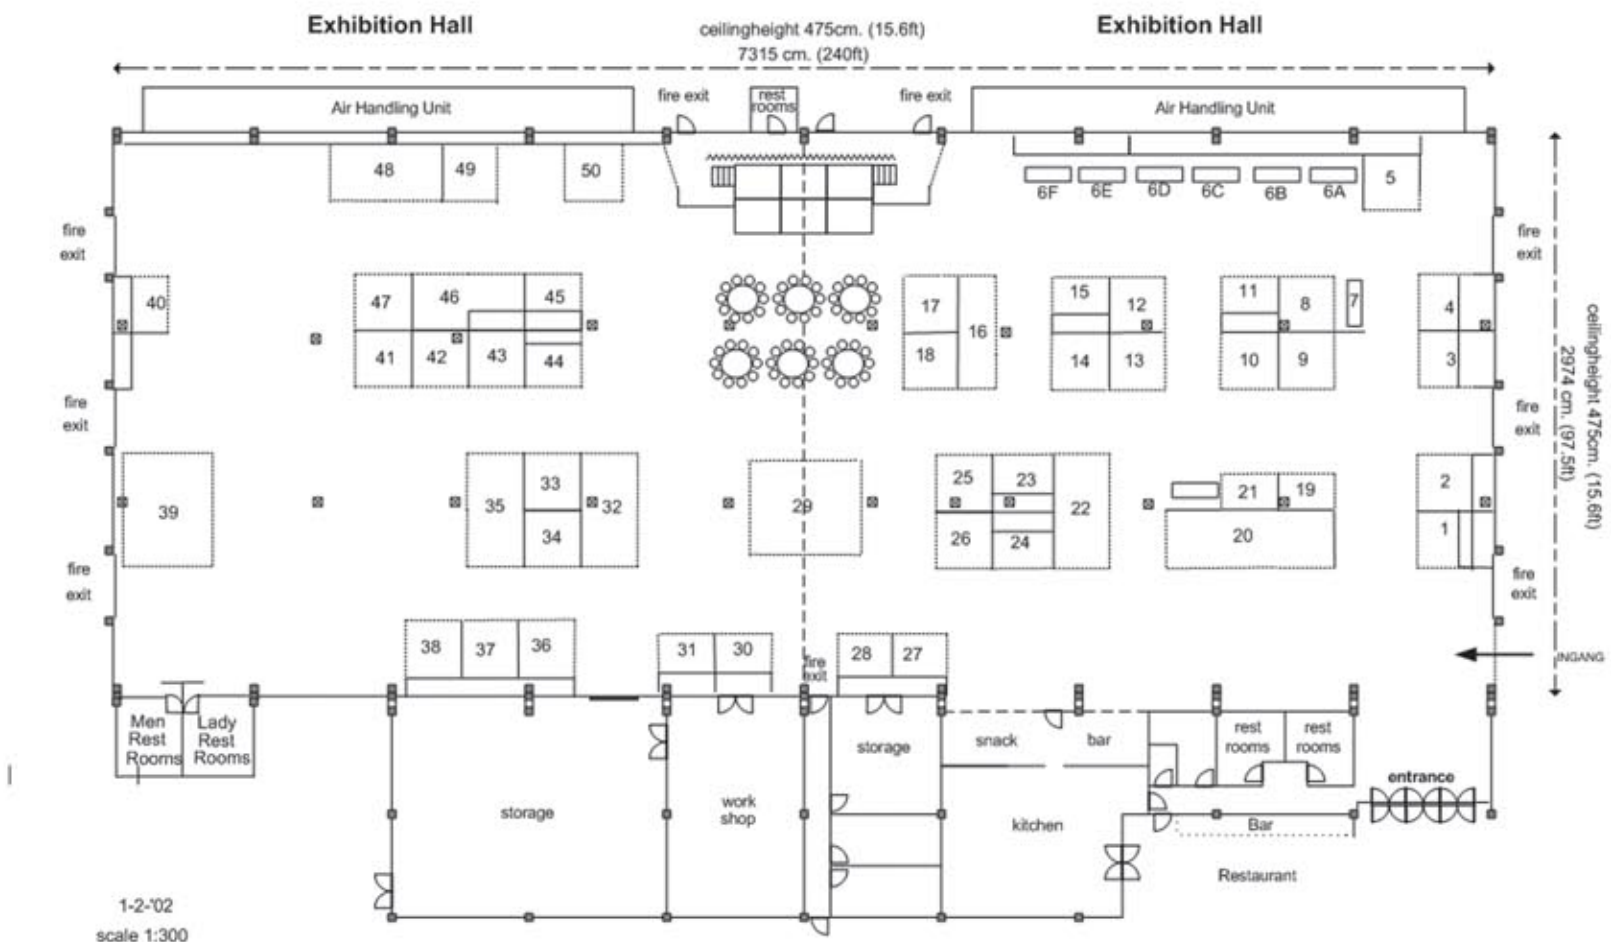 Exhibition Hall
Exhibition Hall
ceilingheight 475cm. (15.6ft)
7315 cm. (240ft)
fire exit
rest
rooms
fire exit
Air Handling Unit
Air Handling Unit
48
49
50
6F
6E
6D
6C
6B
6A
5
fire
exit
fire
exit
40
47
46
45
41
42
43
44
17
16
18
15
12
14
13
11
8
7
10
9
4
3
ceilingheight 475cm. (15.6ft)
2974 cm. (97.5ft)
fire
exit
fire
exit
39
35
33
34
32
29
25
23
22
26
24
21
19
20
2
1
fire
exit
fire
exit
38
37
36
31
30
fire
exit
28
27
INGANG
Men
Rest
Rooms
Lady
Rest
Rooms
storage
work
shop
storage
snack
bar
kitchen
rest
rooms
rest
rooms
entrance
Bar
Restaurant
1-2-'02
scale 1:300